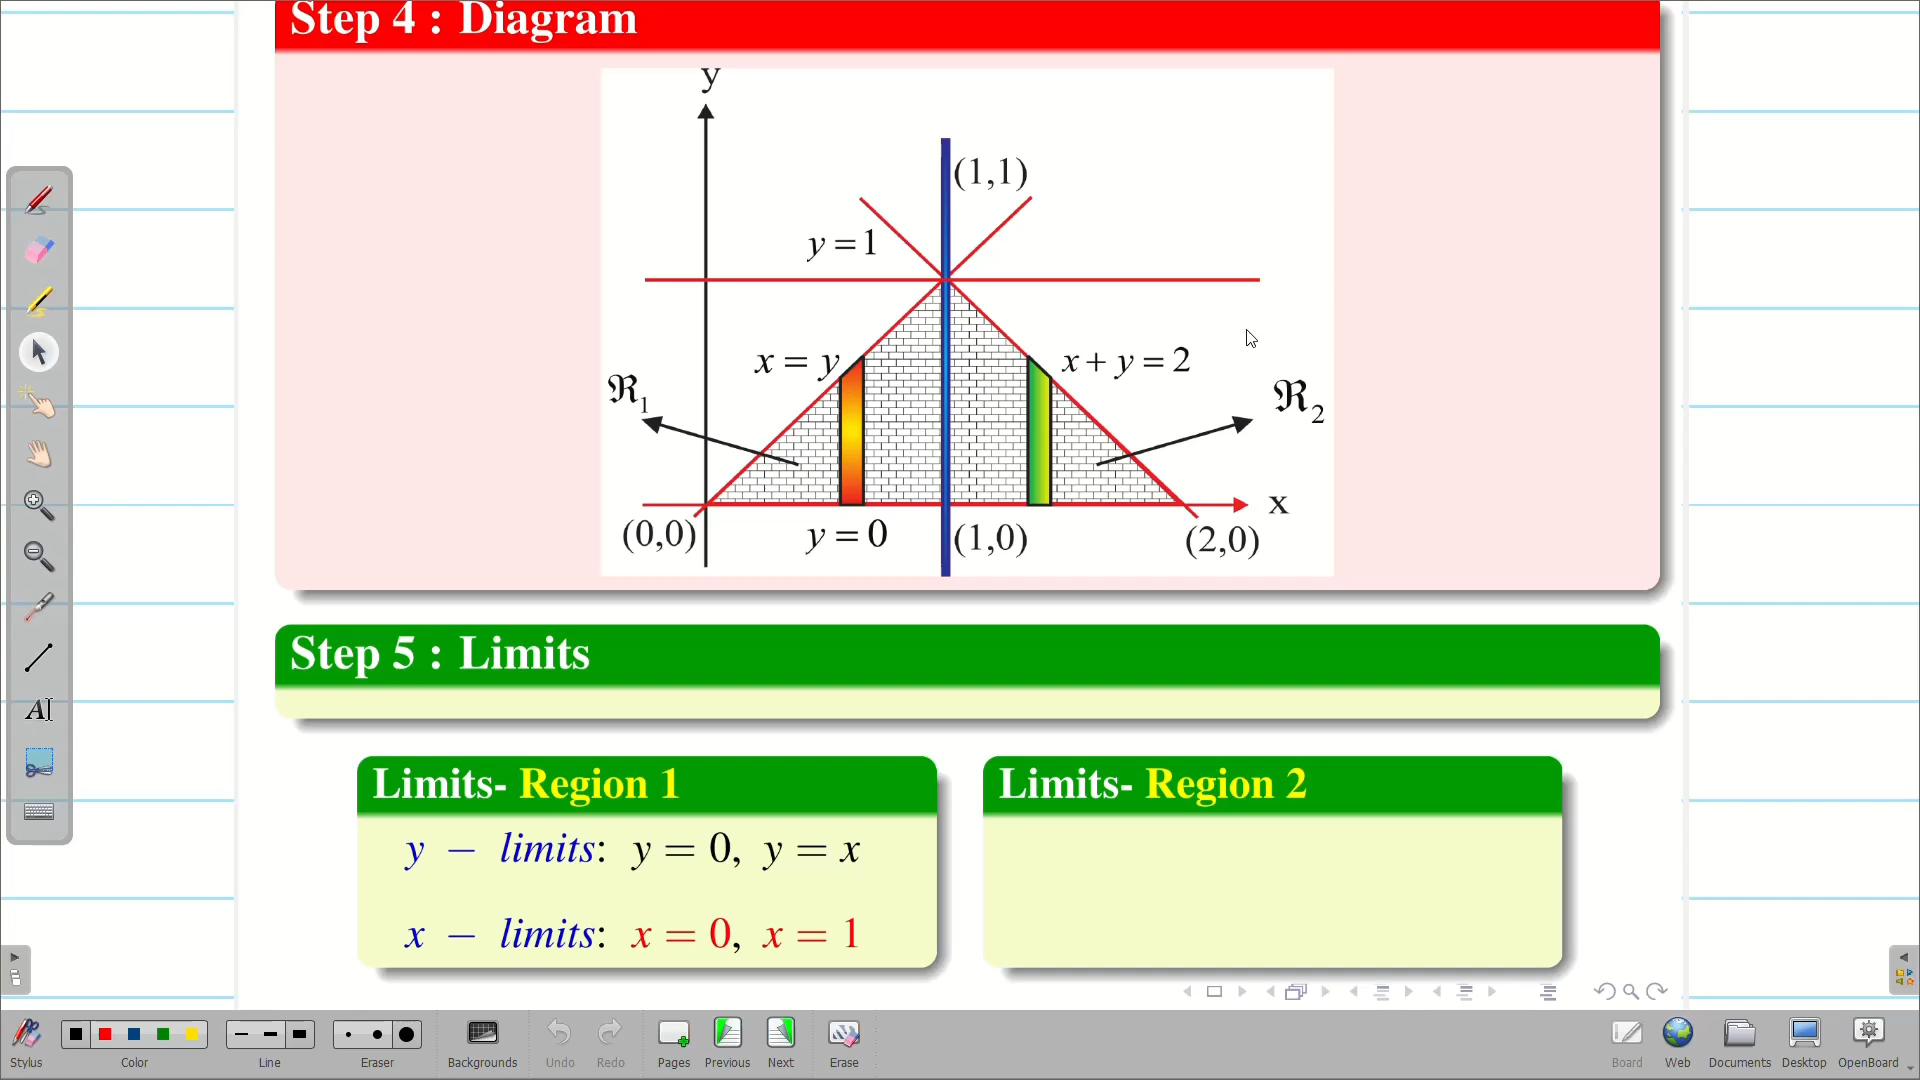 Step 4 : Diagram
y
(1,1)
y = 1
x = y
x + y = 2
ℜ1
ℜ2
x
(0,0)
y = 0
(1,0)
(2,0)
Step 5 : Limits
Limits- Region 1
y − limits: y = 0, y = x
x − limits: x = 0, x = 1
Limits- Region 2
Stylus
Color
Line
Eraser
Backgrounds
Undo
Redo
Pages
Previous
Next
Erase
Board
Web
Documents
Desktop
OpenBoard